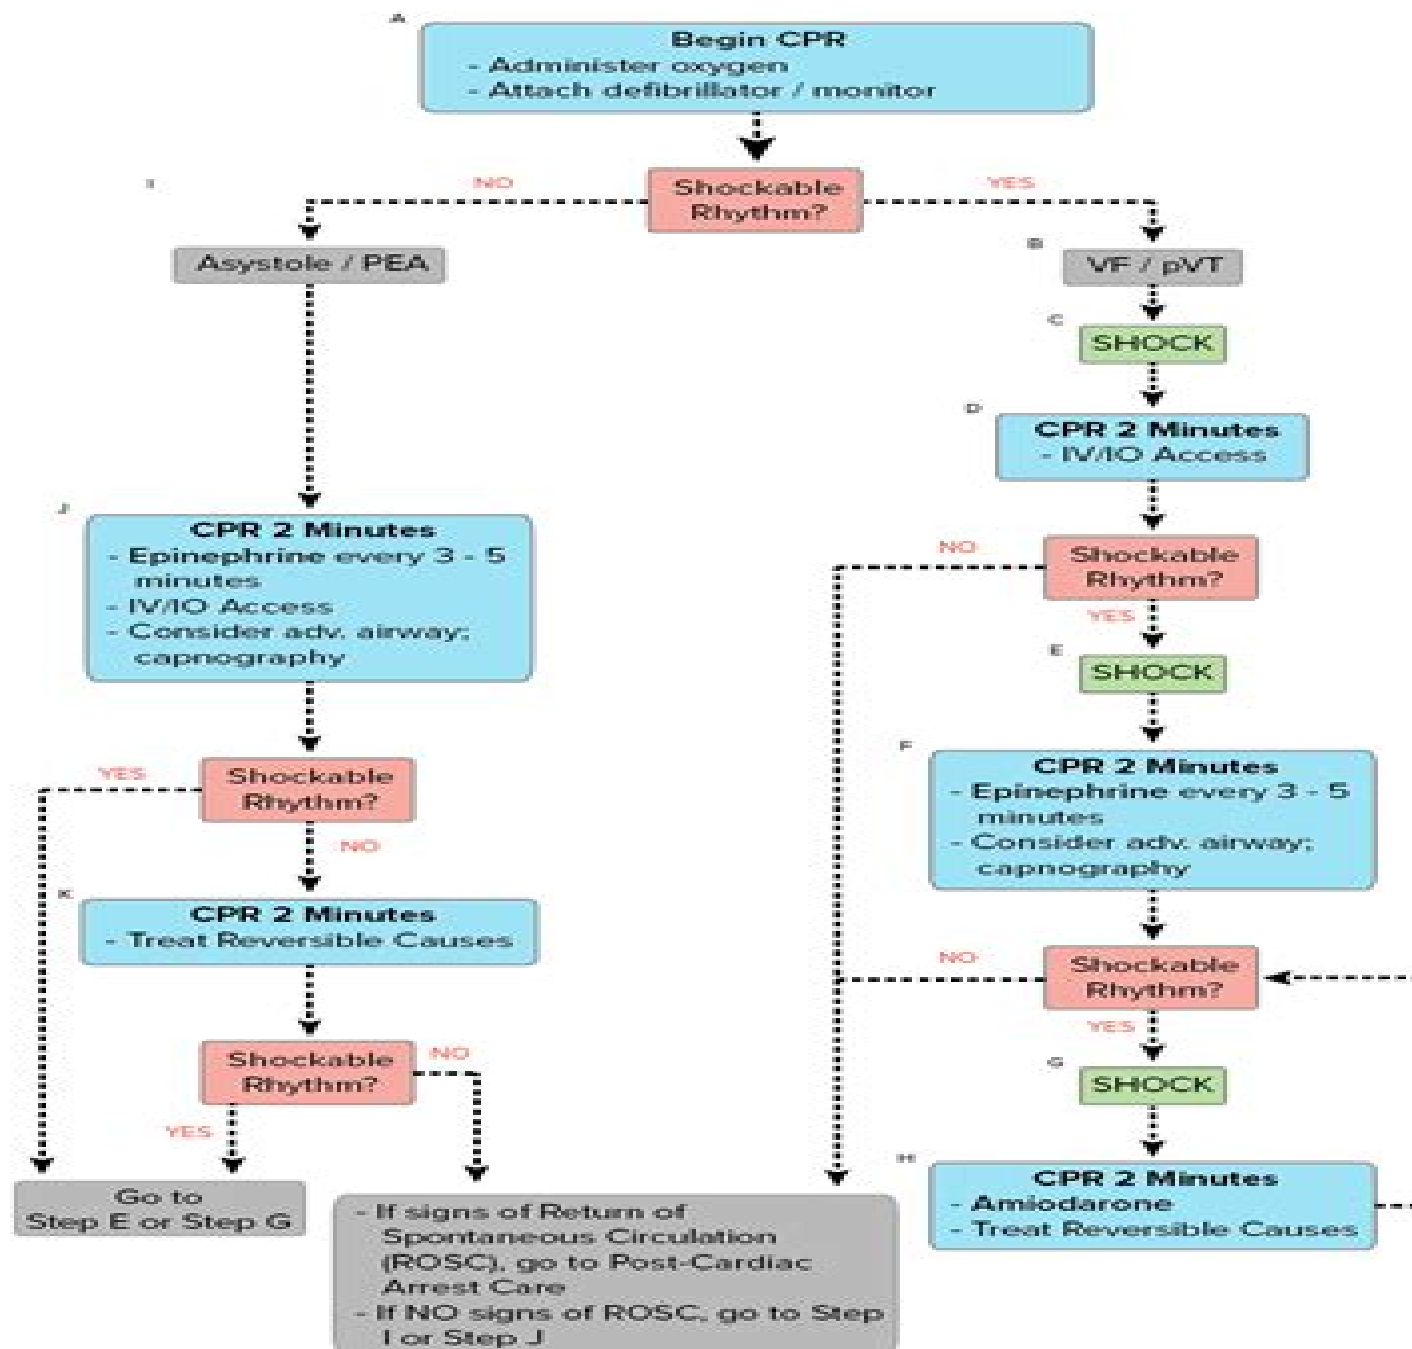 A
Begin CPR
- Administer oxygen
- Attach defibrillator / monitor
Shockable
Rhythm?
NO
YES
I
Asystole / PEA
B
VF / pVT
C
SHOCK
D
CPR 2 Minutes
- IV/IO Access
Shockable
Rhythm?
NO
YES
E
SHOCK
F
CPR 2 Minutes
- Epinephrine every 3 - 5
minutes
- Consider adv. airway;
capnography
Shockable
Rhythm?
NO
YES
G
SHOCK
H
CPR 2 Minutes
- Amiodarone
- Treat Reversible Causes
J
CPR 2 Minutes
- Epinephrine every 3 - 5
minutes
- IV/IO Access
- Consider adv. airway;
capnography
Shockable
Rhythm?
YES
NO
K
CPR 2 Minutes
- Treat Reversible Causes
Shockable
Rhythm?
NO
YES
Go to
Step E or Step G
- If signs of Return of
Spontaneous Circulation
(ROSC), go to Post-Cardiac
Arrest Care
- If NO signs of ROSC, go to Step
I or Step J